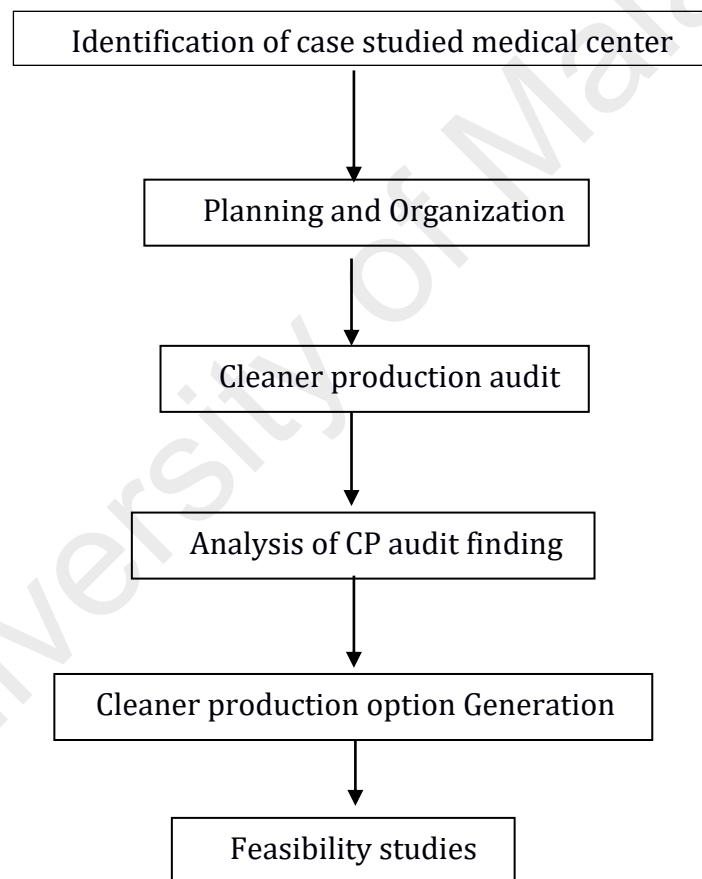 Identification of case studied medical center
Planning and Organization
Cleaner production audit
Analysis of CP audit finding
Cleaner production option Generation
Feasibility studies